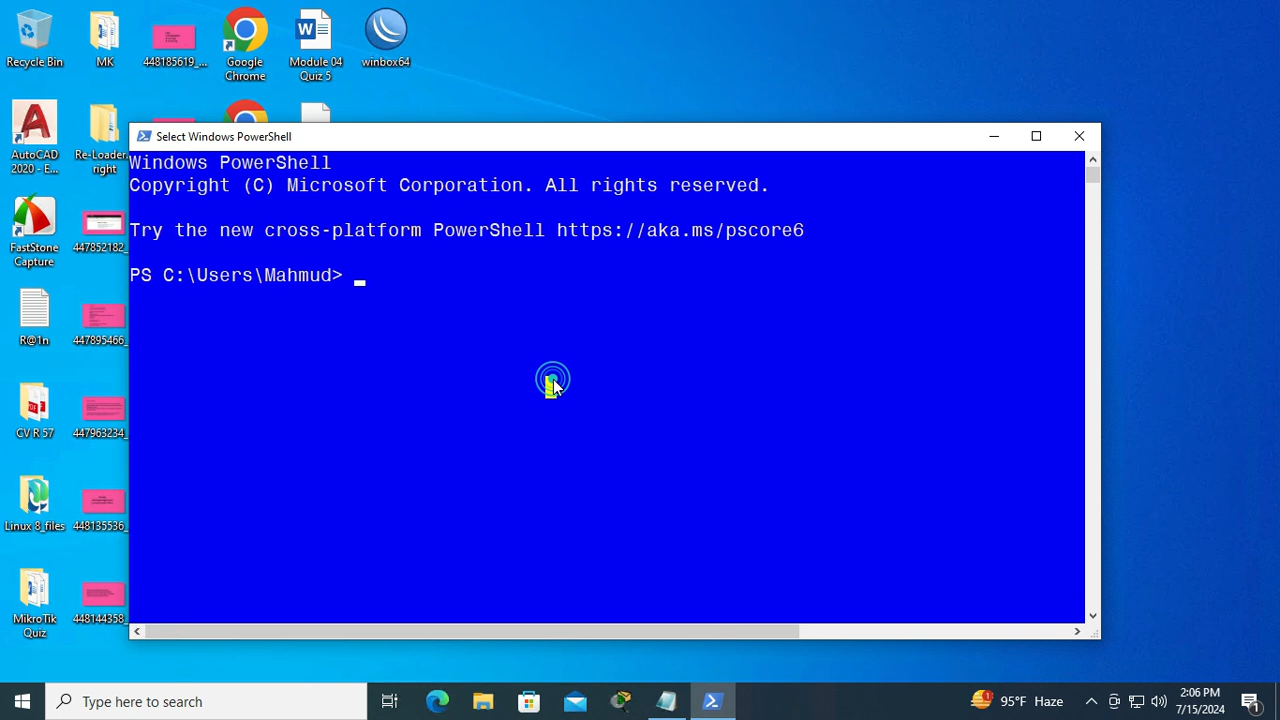 Recycle Bin
MK
448185619_...
Google
Chrome
Module 04
Quiz 5
winbox64
AutoCAD
2020 - E...
Re-Loader
right
FastStone
Capture
447852182_
R@1n
447895466_
CV R 57
447963234_
Linux 8_files
448135536_
MikroTik
Quiz
448144358_
Select Windows PowerShell
Windows PowerShell
Copyright (C) Microsoft Corporation. All rights reserved.
Try the new cross-platform PowerShell https://aka.ms/pscore6
PS C:\Users\Mahmud>
Type here to search
1
95°F Haze
2:06 PM
7/15/2024
1